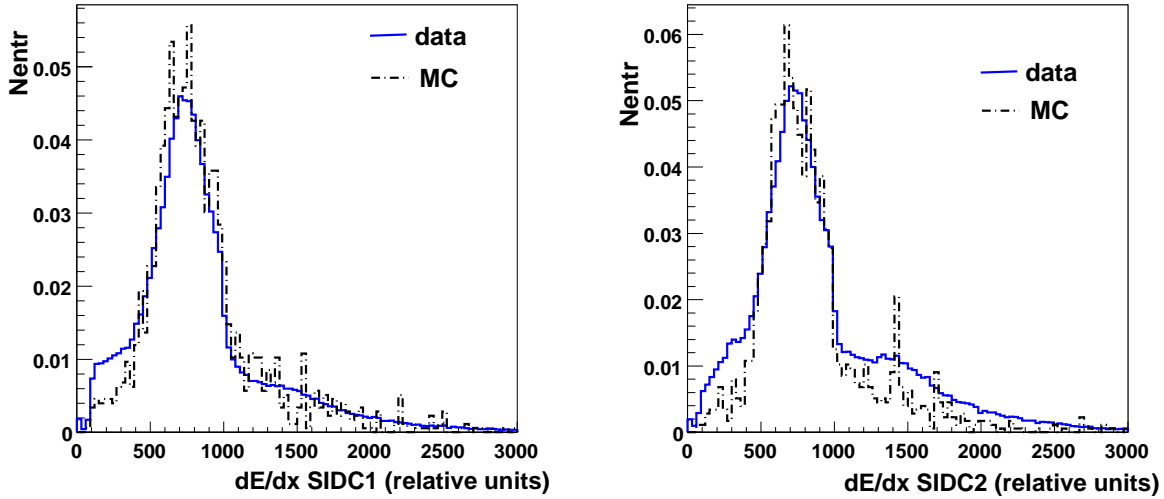 Nentr
0.05
0.04
0.03
0.02
0.01
0
data
MC
0 500 1000 1500 2000 2500 3000
dE/dx SIDC1 (relative units)
Nentr
0.06
0.05
0.04
0.03
0.02
0.01
0
data
MC
0 500 1000 1500 2000 2500 3000
dE/dx SIDC2 (relative units)